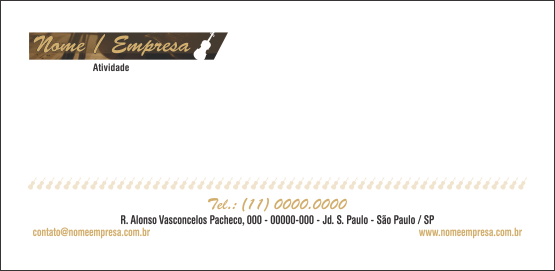 Nome / Empresa
Atividade
Tel.: (11) 0000.0000
R. Alonso Vasconcelos Pacheco, 000 - 00000-000 - Jd. S. Paulo - São Paulo / SP
contato@nomeempresa.com.br www.nomeempresa.com.br